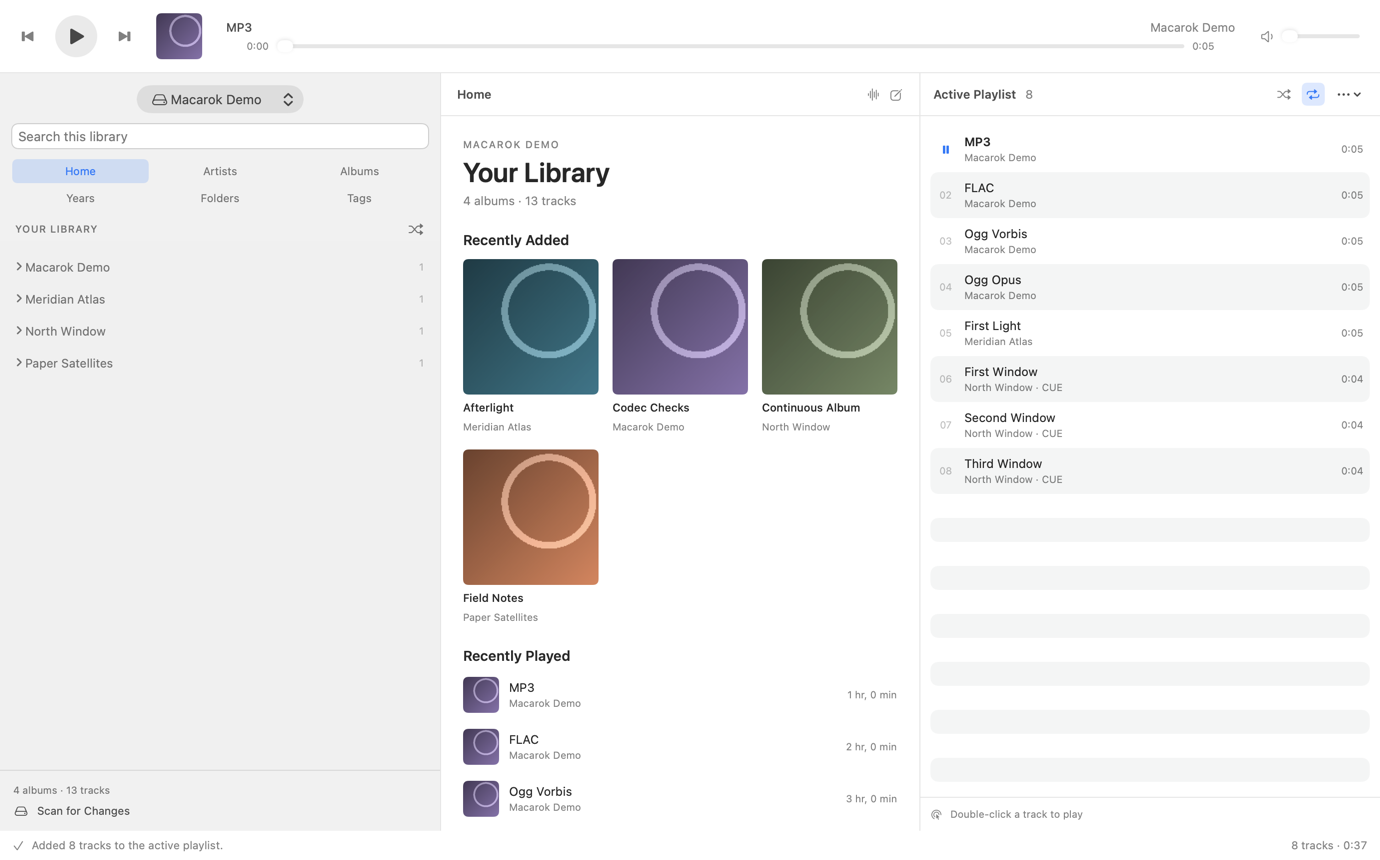 MP3
Macarok Demo
0:00
0:05
Macarok Demo
Search this library
Home
Artists
Albums
Years
Folders
Tags
YOUR LIBRARY
Macarok Demo 1
Meridian Atlas 1
North Window 1
Paper Satellites 1
4 albums · 13 tracks
Scan for Changes
Home
MACAROK DEMO
Your Library
4 albums · 13 tracks
Recently Added
Afterlight
Meridian Atlas
Codec Checks
Macarok Demo
Continuous Album
North Window
Field Notes
Paper Satellites
Recently Played
MP3
Macarok Demo
1 hr, 0 min
FLAC
Macarok Demo
2 hr, 0 min
Ogg Vorbis
Macarok Demo
3 hr, 0 min
Active Playlist 8
MP3
Macarok Demo
0:05
02
FLAC
Macarok Demo
0:05
03
Ogg Vorbis
Macarok Demo
0:05
04
Ogg Opus
Macarok Demo
0:05
05
First Light
Meridian Atlas
0:05
06
First Window
North Window · CUE
0:04
07
Second Window
North Window · CUE
0:04
08
Third Window
North Window · CUE
0:04
Double-click a track to play
Added 8 tracks to the active playlist.
8 tracks · 0:37